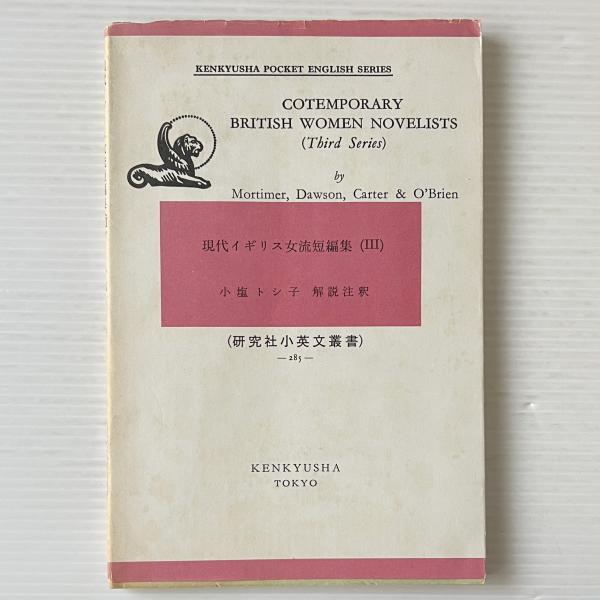 KENKYUSHA POCKET ENGLISH SERIES
COTEMPORARY
BRITISH WOMEN NOVELISTS
(Third Series)
by
Mortimer, Dawson, Carter & O'Brien
現代イギリス女流短編集 (III)
小塩トシ子 解説注釈
(研究社小英文叢書)
— 285 —
KENKYUSHA
TOKYO